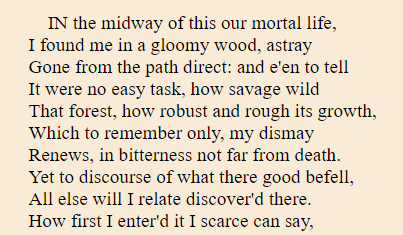 IN the midway of this our mortal life,
I found me in a gloomy wood, astray
Gone from the path direct: and e'en to tell
It were no easy task, how savage wild
That forest, how robust and rough its growth,
Which to remember only, my dismay
Renews, in bitterness not far from death.
Yet to discourse of what there good befell,
All else will I relate discover'd there.
How first I enter'd it I scarce can say,